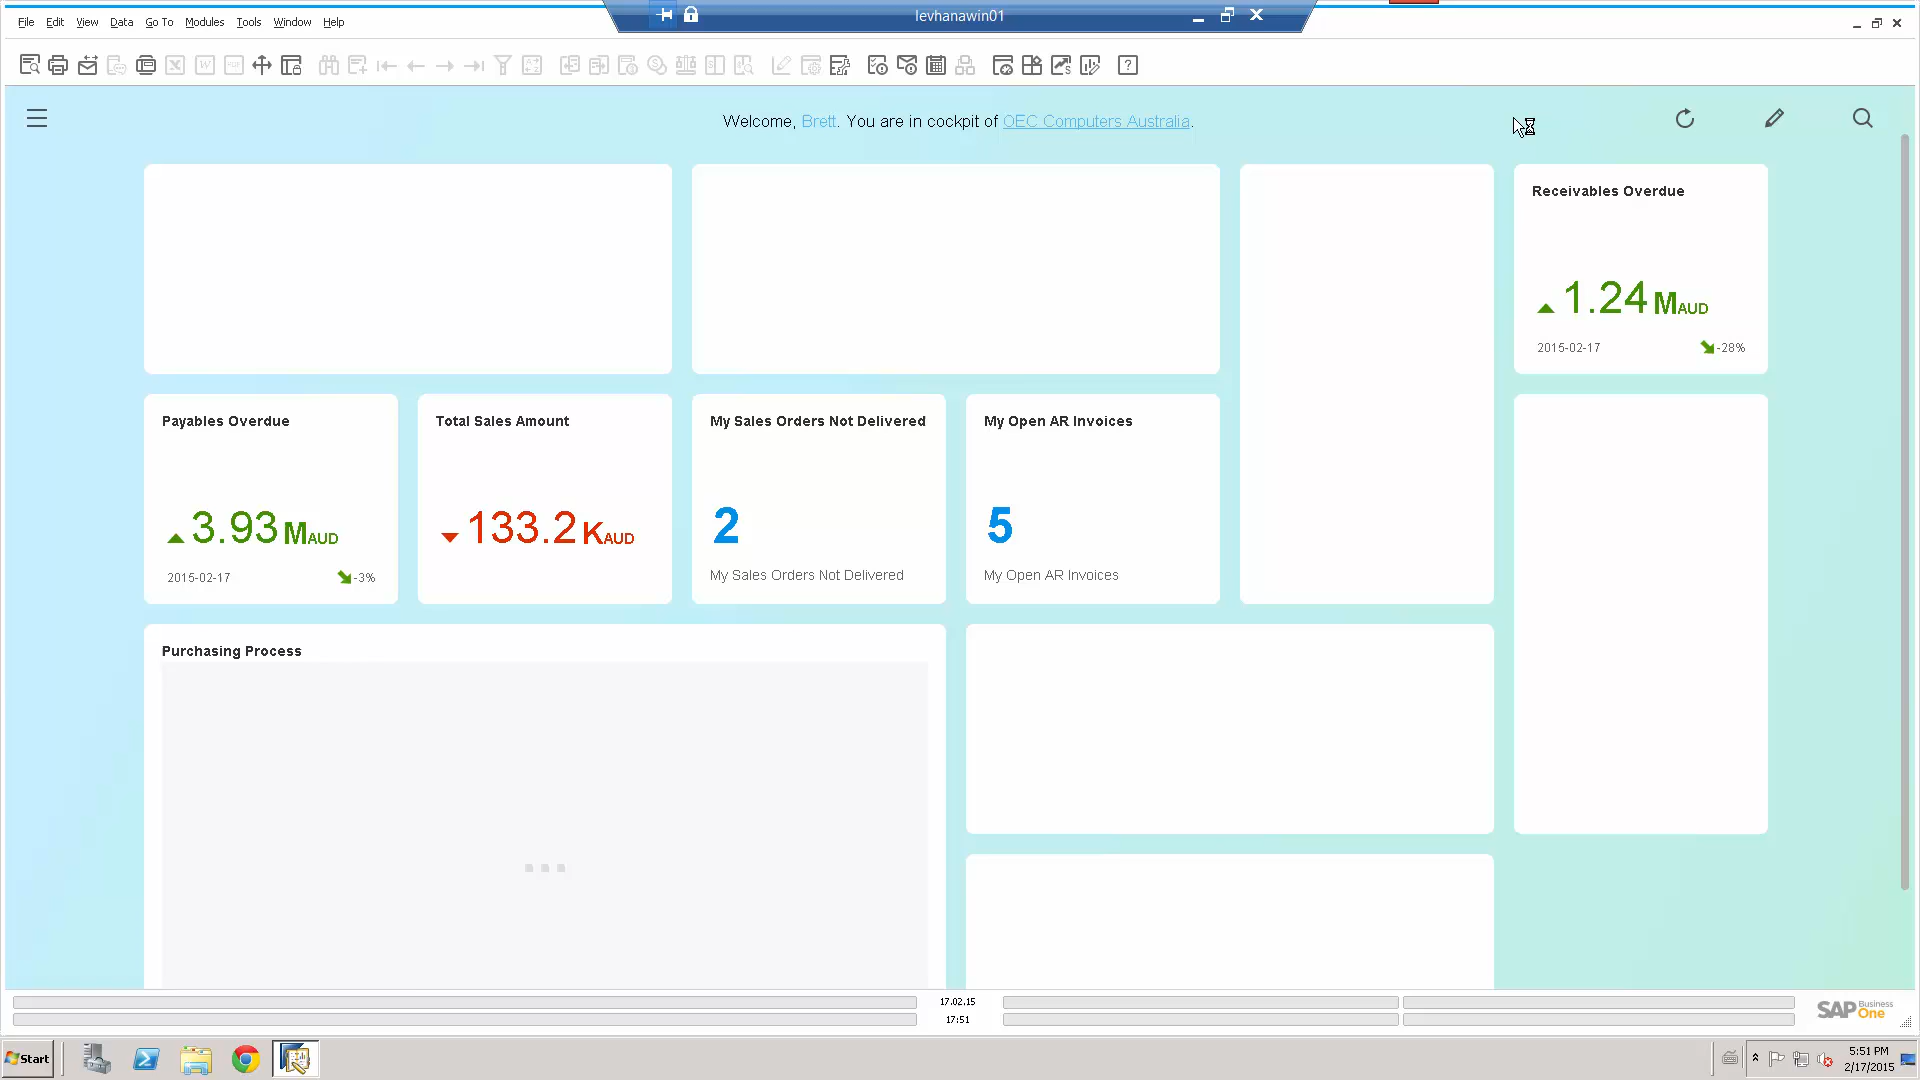 levhanawin01
File Edit View Data Go To Modules Tools Window Help
Welcome, Brett. You are in cockpit of OEC Computers Australia.
Receivables Overdue
1.24 MAUD
2015-02-17 -28%
Payables Overdue
3.93 MAUD
2015-02-17 -3%
Total Sales Amount
133.2 KAUD
My Sales Orders Not Delivered
2
My Sales Orders Not Delivered
My Open AR Invoices
5
My Open AR Invoices
Purchasing Process
17.02.15
17:51
SAP Business One
Start
5:51 PM
2/17/2015